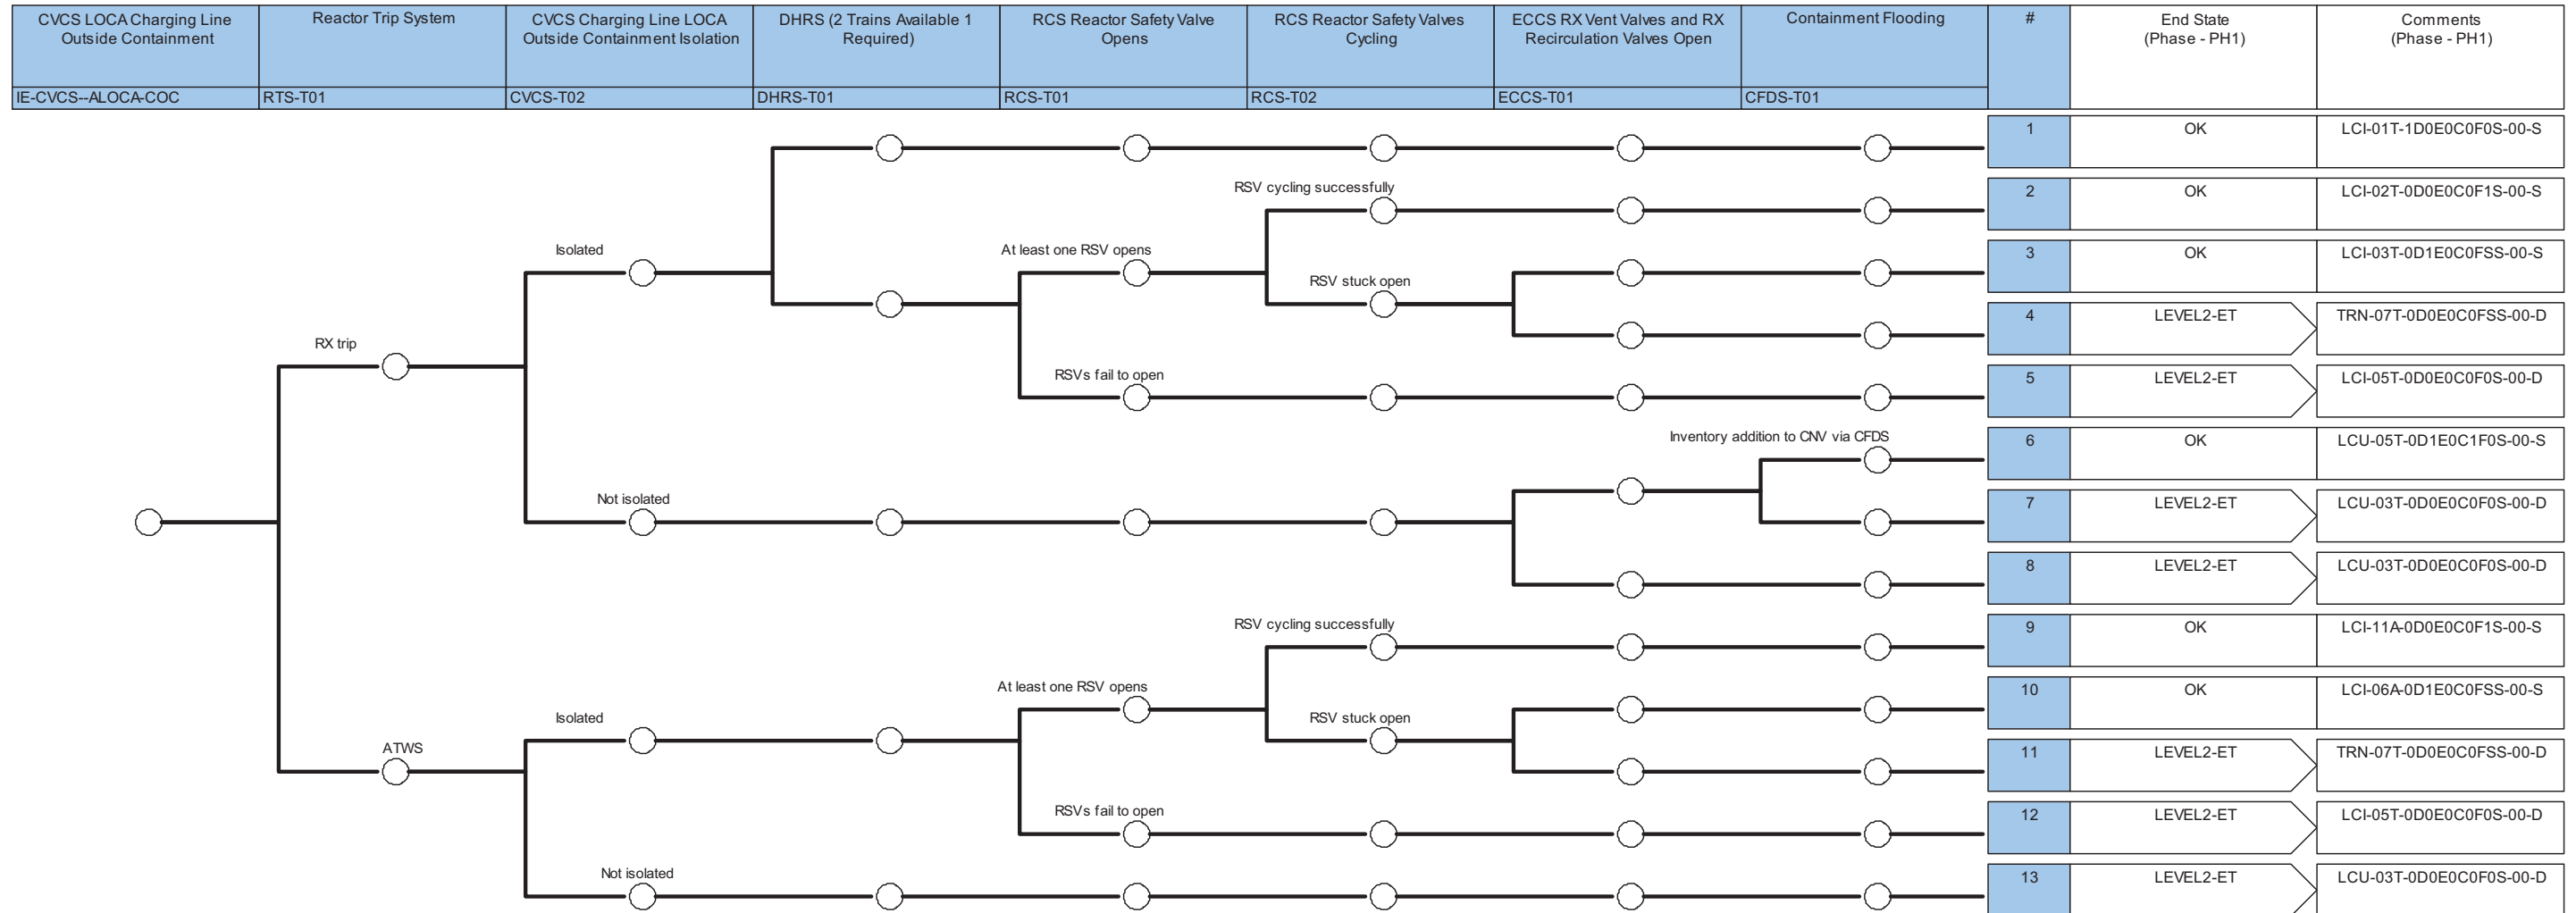 CVCS LOCA Charging Line
Outside Containment
Reactor Trip System
CVCS Charging Line LOCA
Outside Containment Isolation
DHRS (2 Trains Available 1
Required)
RCS Reactor Safety Valve
Opens
RCS Reactor Safety Valves
Cycling
ECCS RX Vent Valves and RX
Recirculation Valves Open
Containment Flooding
#
End State
(Phase - PH1)
Comments
(Phase - PH1)
IE-CVCS--ALOCA-COC
RTS-T01
CVCS-T02
DHRS-T01
RCS-T01
RCS-T02
ECCS-T01
CFDS-T01
1
OK
LCI-01T-1D0E0C0F0S-00-S
RSV cycling successfully
2
OK
LCI-02T-0D0E0C0F1S-00-S
Isolated
At least one RSV opens
3
OK
LCI-03T-0D1E0C0FSS-00-S
RSV stuck open
4
LEVEL2-ET
TRN-07T-0D0E0C0FSS-00-D
RX trip
RSVs fail to open
5
LEVEL2-ET
LCI-05T-0D0E0C0F0S-00-D
Inventory addition to CNV via CFDS
6
OK
LCU-05T-0D1E0C1F0S-00-S
Not isolated
7
LEVEL2-ET
LCU-03T-0D0E0C0F0S-00-D
8
LEVEL2-ET
LCU-03T-0D0E0C0F0S-00-D
RSV cycling successfully
9
OK
LCI-11A-0D0E0C0F1S-00-S
At least one RSV opens
10
OK
LCI-06A-0D1E0C0FSS-00-S
Isolated
RSV stuck open
ATWS
11
LEVEL2-ET
TRN-07T-0D0E0C0FSS-00-D
RSVs fail to open
12
LEVEL2-ET
LCI-05T-0D0E0C0F0S-00-D
Not isolated
13
LEVEL2-ET
LCU-03T-0D0E0C0F0S-00-D